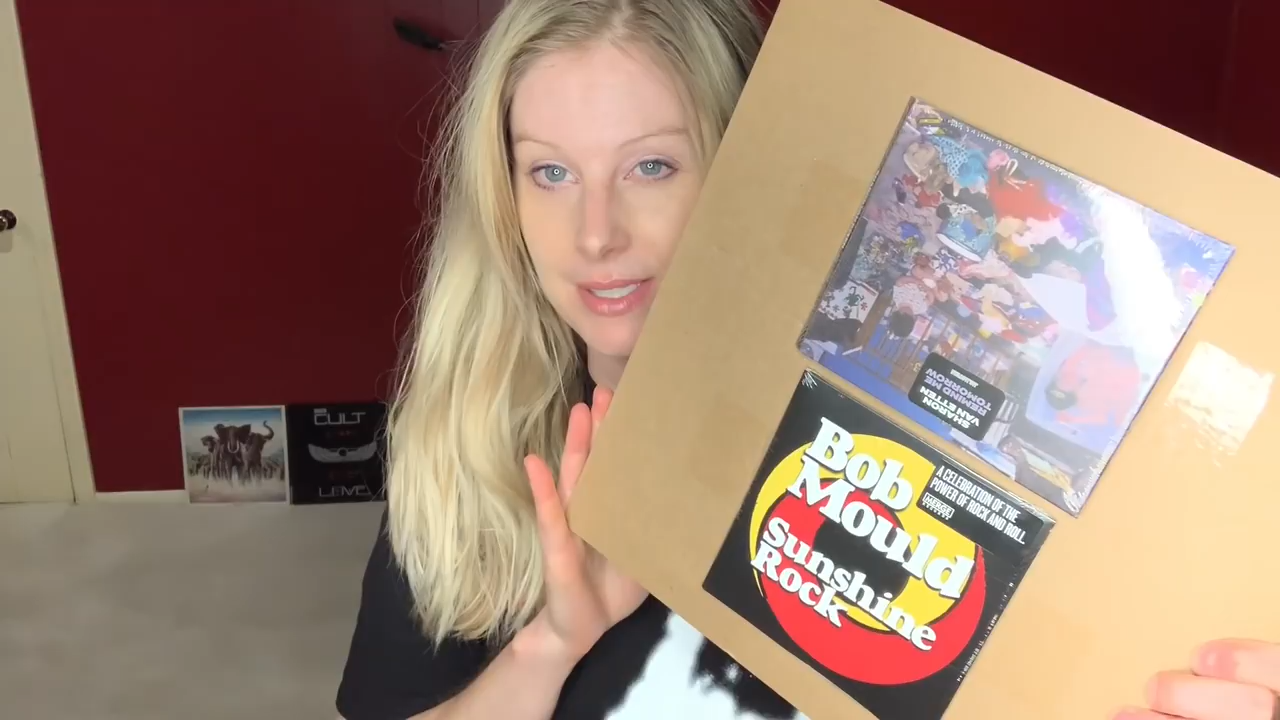 SHARON
VAN ETTEN
REMIND ME
TOMORROW
Bob
Mould
Sunshine
Rock
A CELEBRATION OF THE
POWER OF ROCK AND ROLL.
CULT
LOVE